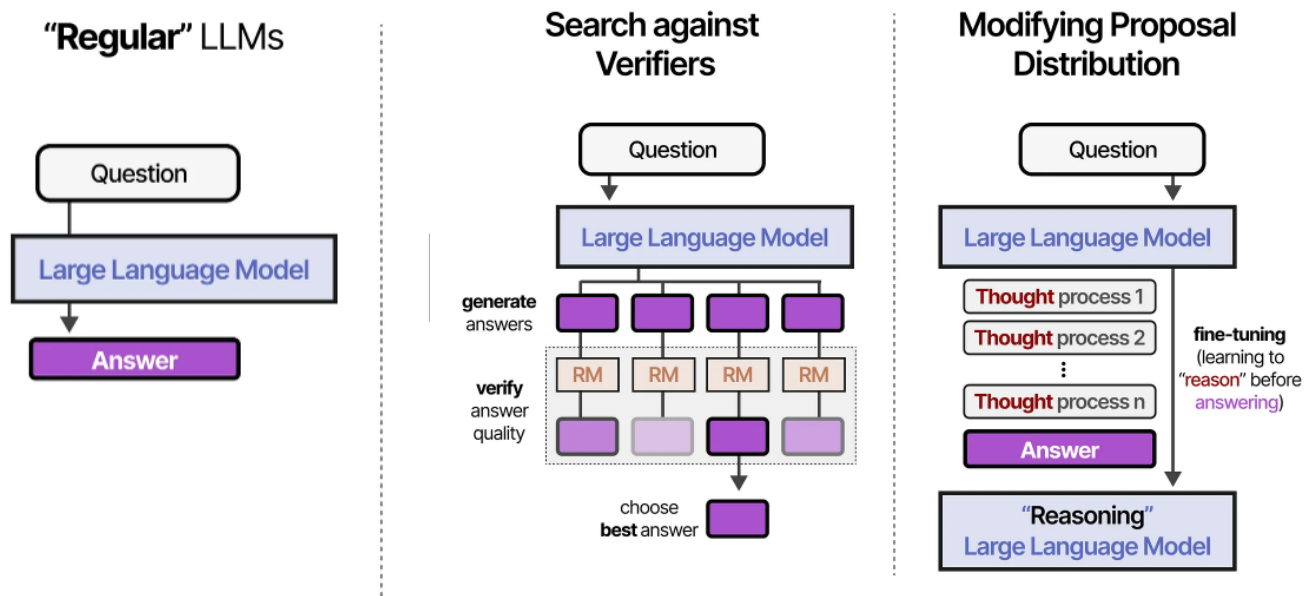 “Regular” LLMs
Question
Large Language Model
Answer
Search against
Verifiers
Question
Large Language Model
generate
answers
RM RM RM RM
verify
answer
quality
choose
best answer
Modifying Proposal
Distribution
Question
Large Language Model
Thought process 1
Thought process 2
⋮
Thought process n
Answer
fine-tuning
(learning to
“reason” before
answering)
“Reasoning”
Large Language Model